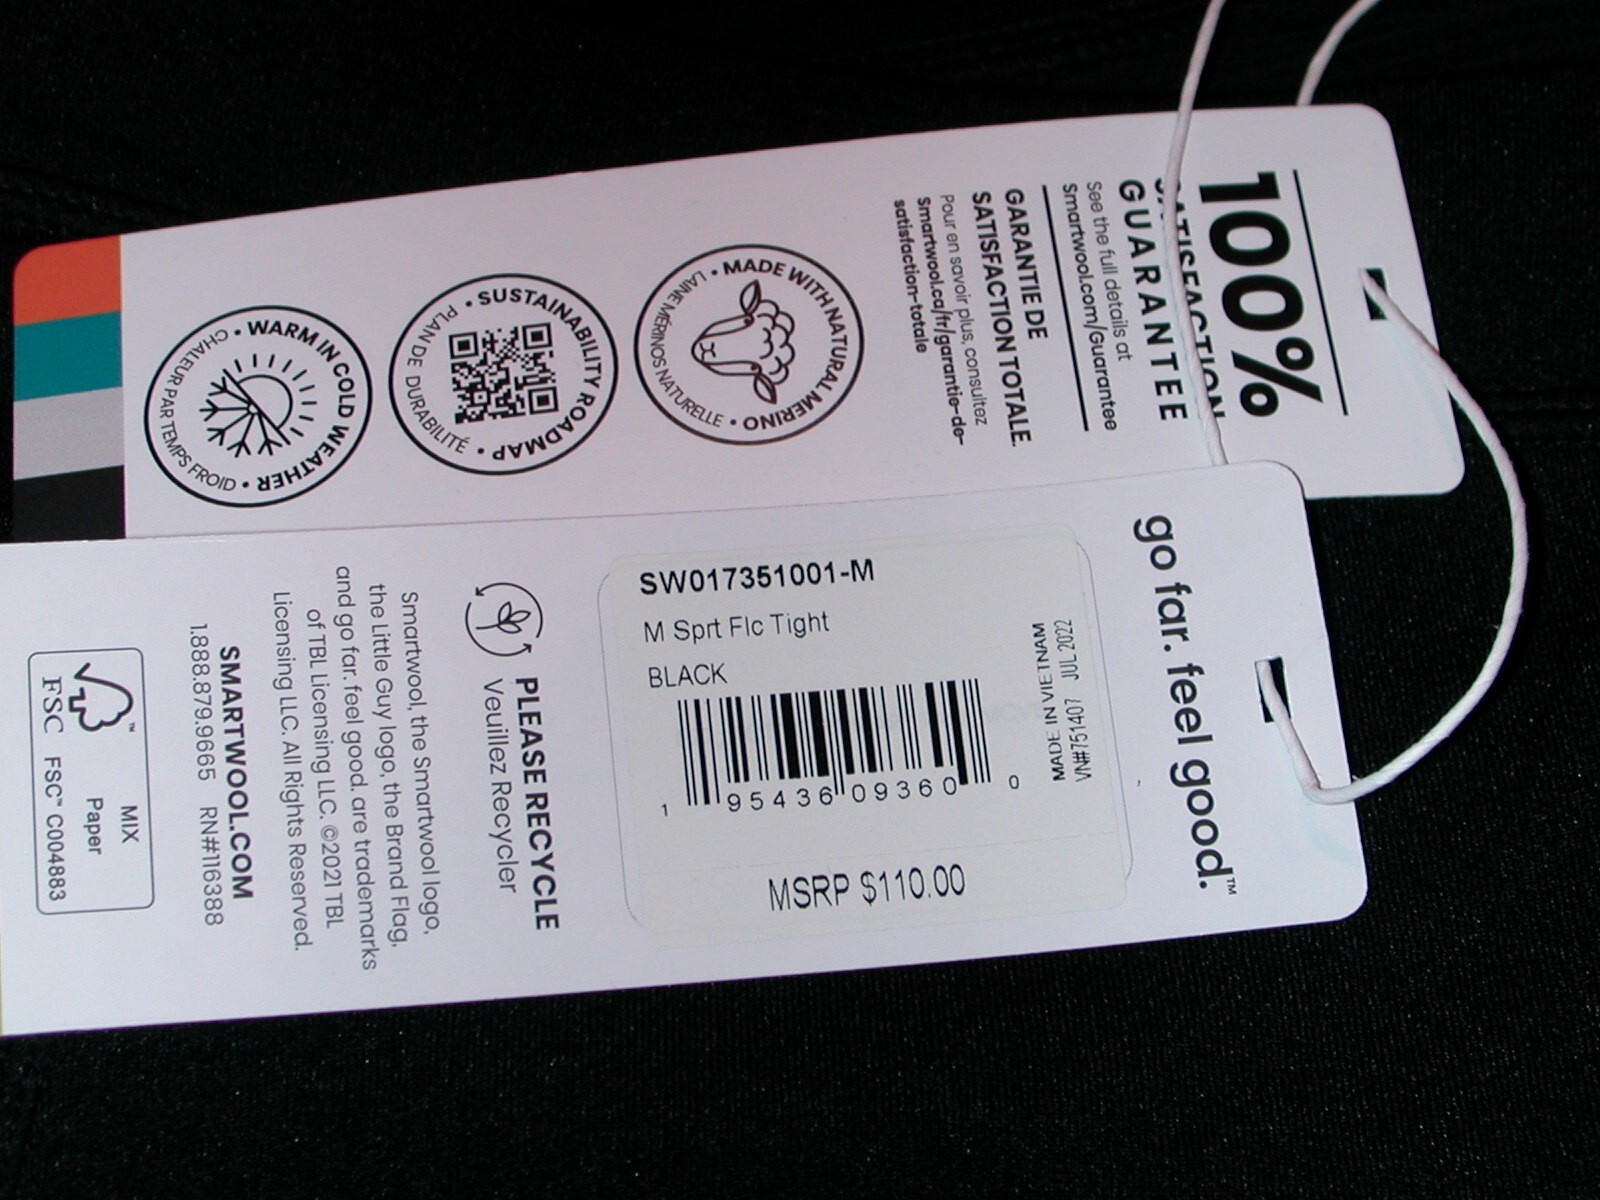 100%
SATISFACTION
GUARANTEE
See the full details at
Smartwool.com/Guarantee
GARANTIE DE
SATISFACTION TOTALE.
Pour en savoir plus, consultez
Smartwool.ca/fr/garantie-de-
satisfaction-totale
MADE WITH NATURAL MERINO •
LAINE MÉRINOS NATURELLE •
SUSTAINABILITY ROADMAP •
PLAN DE DURABILITÉ •
WARM IN COLD WEATHER •
CHALEUR PAR TEMPS FROID •
go far. feel good.™
SW017351001-M
M Sprt Flc Tight
BLACK
1 95436 09360 0
MADE IN VIETNAM
VN#751407 JUL 2022
MSRP $110.00
PLEASE RECYCLE
Veuillez Recycler
Smartwool, the Smartwool logo,
the Little Guy logo, the Brand Flag,
and go far. feel good. are trademarks
of TBL Licensing LLC. ©2021 TBL
Licensing LLC. All Rights Reserved.
SMARTWOOL.COM
1.888.879.9665 RN#116388
MIX
Paper
FSC™ C004883
FSC
™